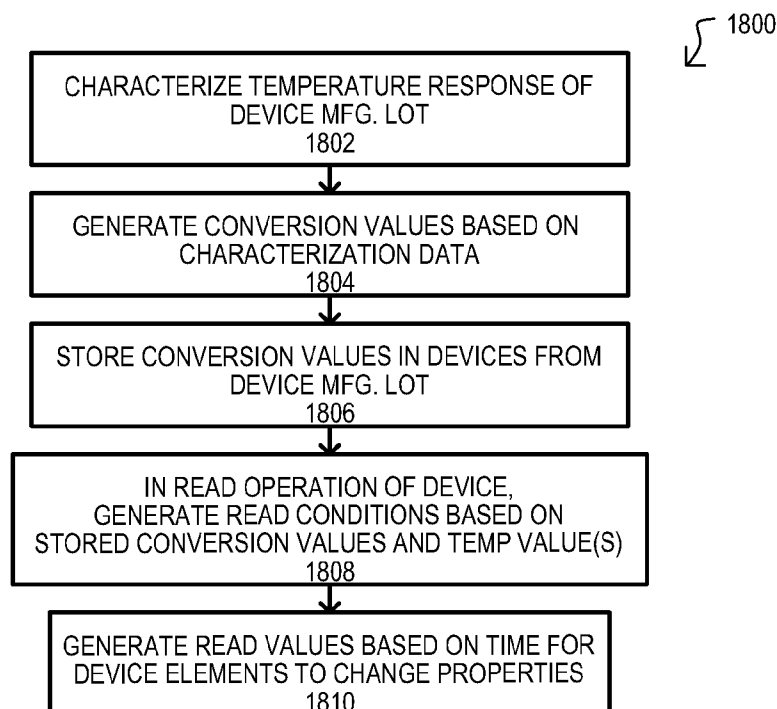 1800
CHARACTERIZE TEMPERATURE RESPONSE OF
DEVICE MFG. LOT
1802
GENERATE CONVERSION VALUES BASED ON
CHARACTERIZATION DATA
1804
STORE CONVERSION VALUES IN DEVICES FROM
DEVICE MFG. LOT
1806
IN READ OPERATION OF DEVICE,
GENERATE READ CONDITIONS BASED ON
STORED CONVERSION VALUES AND TEMP VALUE(S)
1808
GENERATE READ VALUES BASED ON TIME FOR
DEVICE ELEMENTS TO CHANGE PROPERTIES
1810